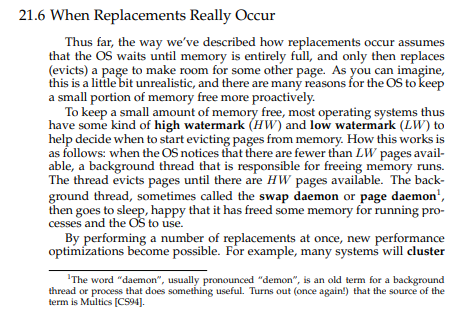 21.6 When Replacements Really Occur
Thus far, the way we've described how replacements occur assumes
that the OS waits until memory is entirely full, and only then replaces
(evicts) a page to make room for some other page. As you can imagine,
this is a little bit unrealistic, and there are many reasons for the OS to keep
a small portion of memory free more proactively.
To keep a small amount of memory free, most operating systems thus
have some kind of high watermark (HW) and low watermark (LW) to
help decide when to start evicting pages from memory. How this works is
as follows: when the OS notices that there are fewer than LW pages avail-
able, a background thread that is responsible for freeing memory runs.
The thread evicts pages until there are HW pages available. The back-
ground thread, sometimes called the swap daemon or page daemon¹,
then goes to sleep, happy that it has freed some memory for running pro-
cesses and the OS to use.
By performing a number of replacements at once, new performance
optimizations become possible. For example, many systems will cluster
¹The word "daemon", usually pronounced "demon", is an old term for a background
thread or process that does something useful. Turns out (once again!) that the source of the
term is Multics [CS94].